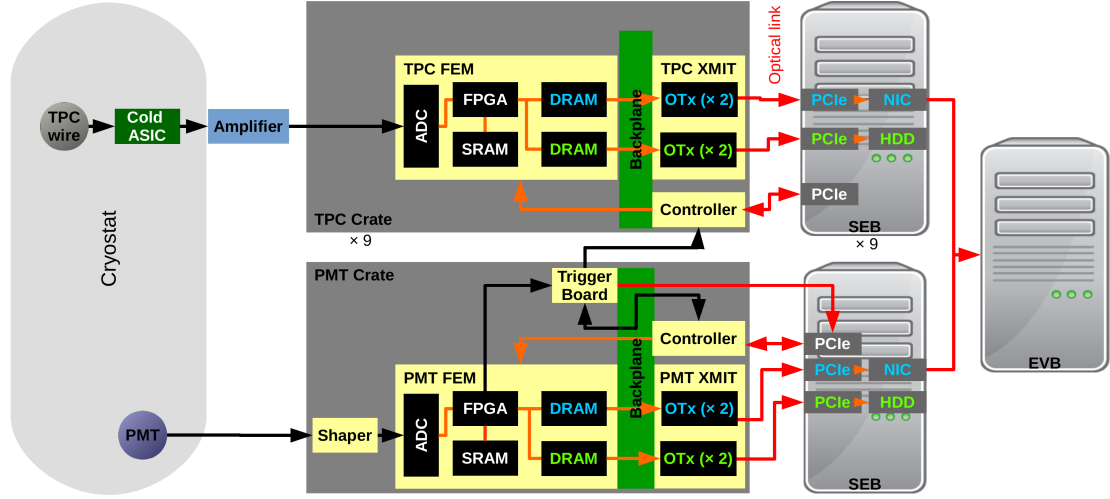 Cryostat
TPC
wire
Cold
ASIC
Amplifier
TPC FEM
ADC
FPGA
SRAM
DRAM
DRAM
Backplane
TPC XMIT
OTx (× 2)
OTx (× 2)
Controller
TPC Crate
× 9
Optical link
PCIe
NIC
PCIe
HDD
PCIe
SEB
× 9
PMT Crate
Trigger
Board
Controller
PMT
Shaper
PMT FEM
ADC
FPGA
SRAM
DRAM
DRAM
Backplane
PMT XMIT
OTx (× 2)
OTx (× 2)
PCIe
PCIe
NIC
PCIe
HDD
SEB
EVB